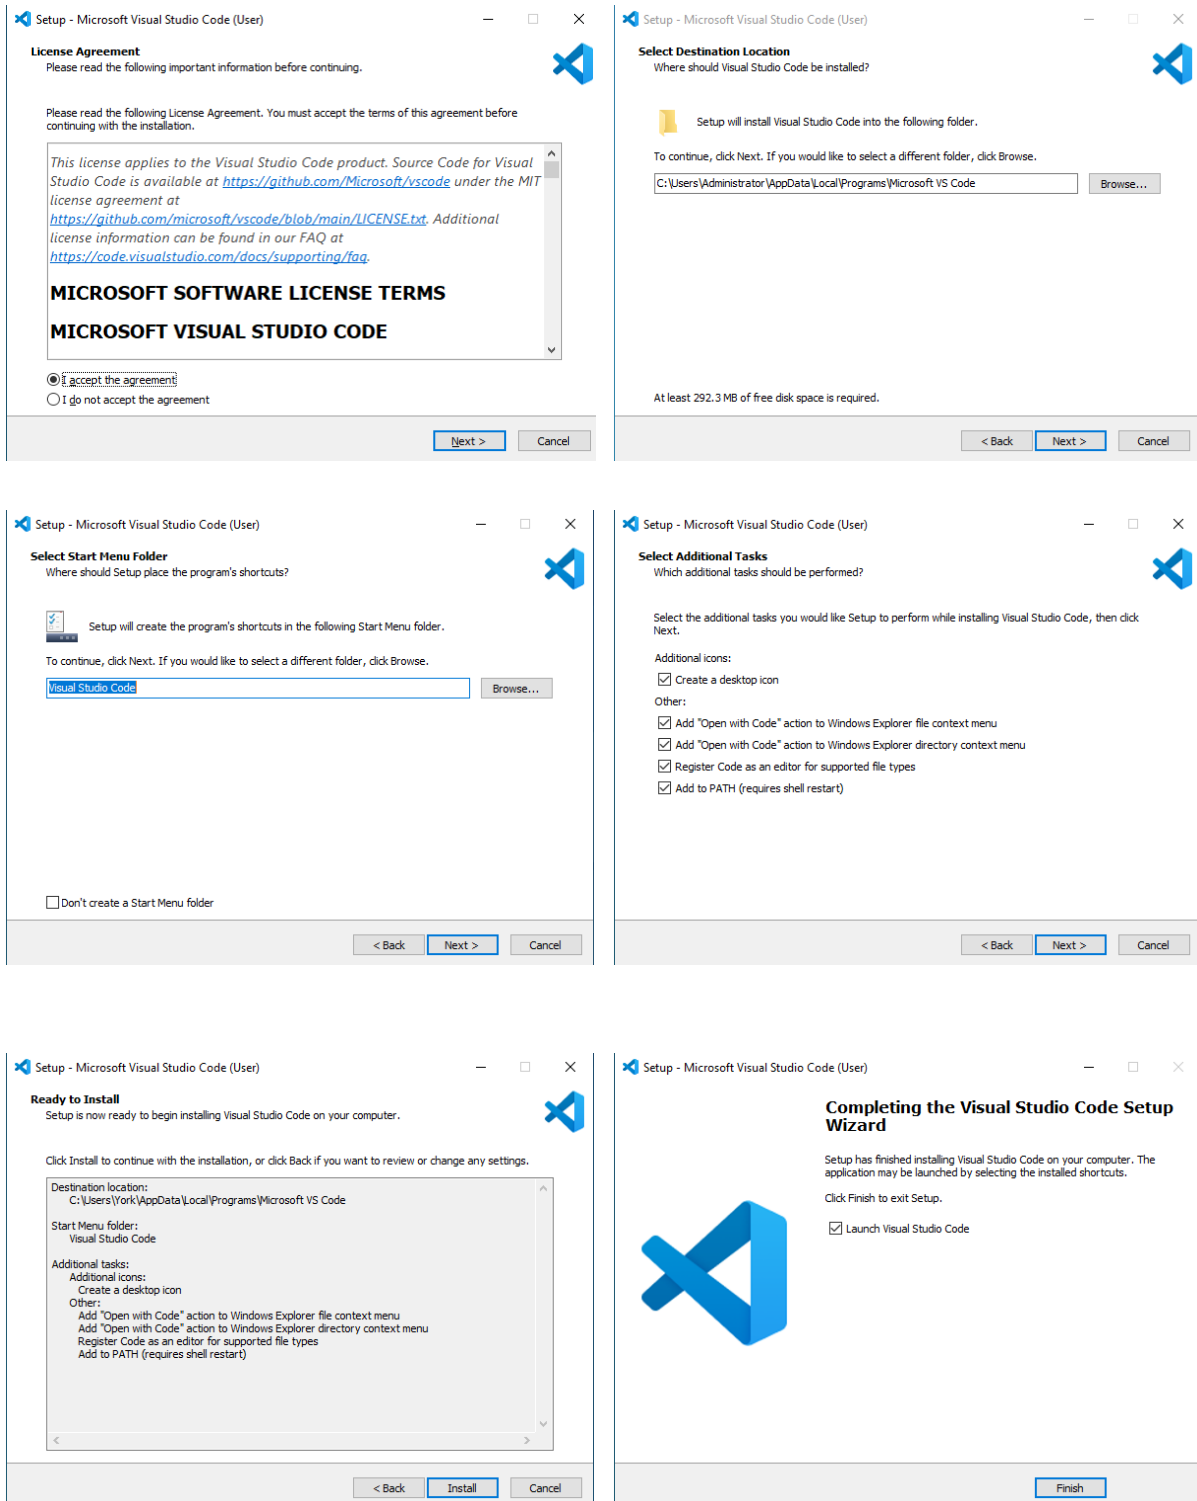 Setup - Microsoft Visual Studio Code (User)
License Agreement
Please read the following important information before continuing.
Please read the following License Agreement. You must accept the terms of this agreement before
continuing with the installation.
This license applies to the Visual Studio Code product. Source Code for Visual
Studio Code is available at https://github.com/Microsoft/vscode under the MIT
license agreement at
https://github.com/microsoft/vscode/blob/main/LICENSE.txt. Additional
license information can be found in our FAQ at
https://code.visualstudio.com/docs/supporting/faq.
MICROSOFT SOFTWARE LICENSE TERMS
MICROSOFT VISUAL STUDIO CODE
I accept the agreement
I do not accept the agreement
Next >
Cancel
Setup - Microsoft Visual Studio Code (User)
Select Destination Location
Where should Visual Studio Code be installed?
Setup will install Visual Studio Code into the following folder.
To continue, click Next. If you would like to select a different folder, click Browse.
C:\Users\Administrator\AppData\Local\Programs\Microsoft VS Code
Browse...
At least 292.3 MB of free disk space is required.
< Back
Next >
Cancel
Setup - Microsoft Visual Studio Code (User)
Select Start Menu Folder
Where should Setup place the program's shortcuts?
Setup will create the program's shortcuts in the following Start Menu folder.
To continue, click Next. If you would like to select a different folder, click Browse.
Visual Studio Code
Browse...
Don't create a Start Menu folder
< Back
Next >
Cancel
Setup - Microsoft Visual Studio Code (User)
Select Additional Tasks
Which additional tasks should be performed?
Select the additional tasks you would like Setup to perform while installing Visual Studio Code, then click
Next.
Additional icons:
Create a desktop icon
Other:
Add "Open with Code" action to Windows Explorer file context menu
Add "Open with Code" action to Windows Explorer directory context menu
Register Code as an editor for supported file types
Add to PATH (requires shell restart)
< Back
Next >
Cancel
Setup - Microsoft Visual Studio Code (User)
Ready to Install
Setup is now ready to begin installing Visual Studio Code on your computer.
Click Install to continue with the installation, or click Back if you want to review or change any settings.
Destination location:
C:\Users\York\AppData\Local\Programs\Microsoft VS Code
Start Menu folder:
Visual Studio Code
Additional tasks:
Additional icons:
Create a desktop icon
Other:
Add "Open with Code" action to Windows Explorer file context menu
Add "Open with Code" action to Windows Explorer directory context menu
Register Code as an editor for supported file types
Add to PATH (requires shell restart)
< Back
Install
Cancel
Setup - Microsoft Visual Studio Code (User)
Completing the Visual Studio Code Setup
Wizard
Setup has finished installing Visual Studio Code on your computer. The
application may be launched by selecting the installed shortcuts.
Click Finish to exit Setup.
Launch Visual Studio Code
Finish